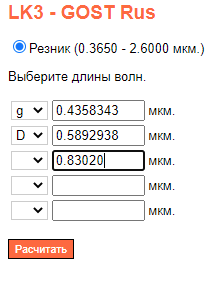 LK3 - GOST Rus
Резник (0.3650 - 2.6000 мкм.)
Выберите длины волн.
g 0.4358343 мкм.
D 0.5892938 мкм.
0.83020 мкм.
мкм.
мкм.
Расчитать